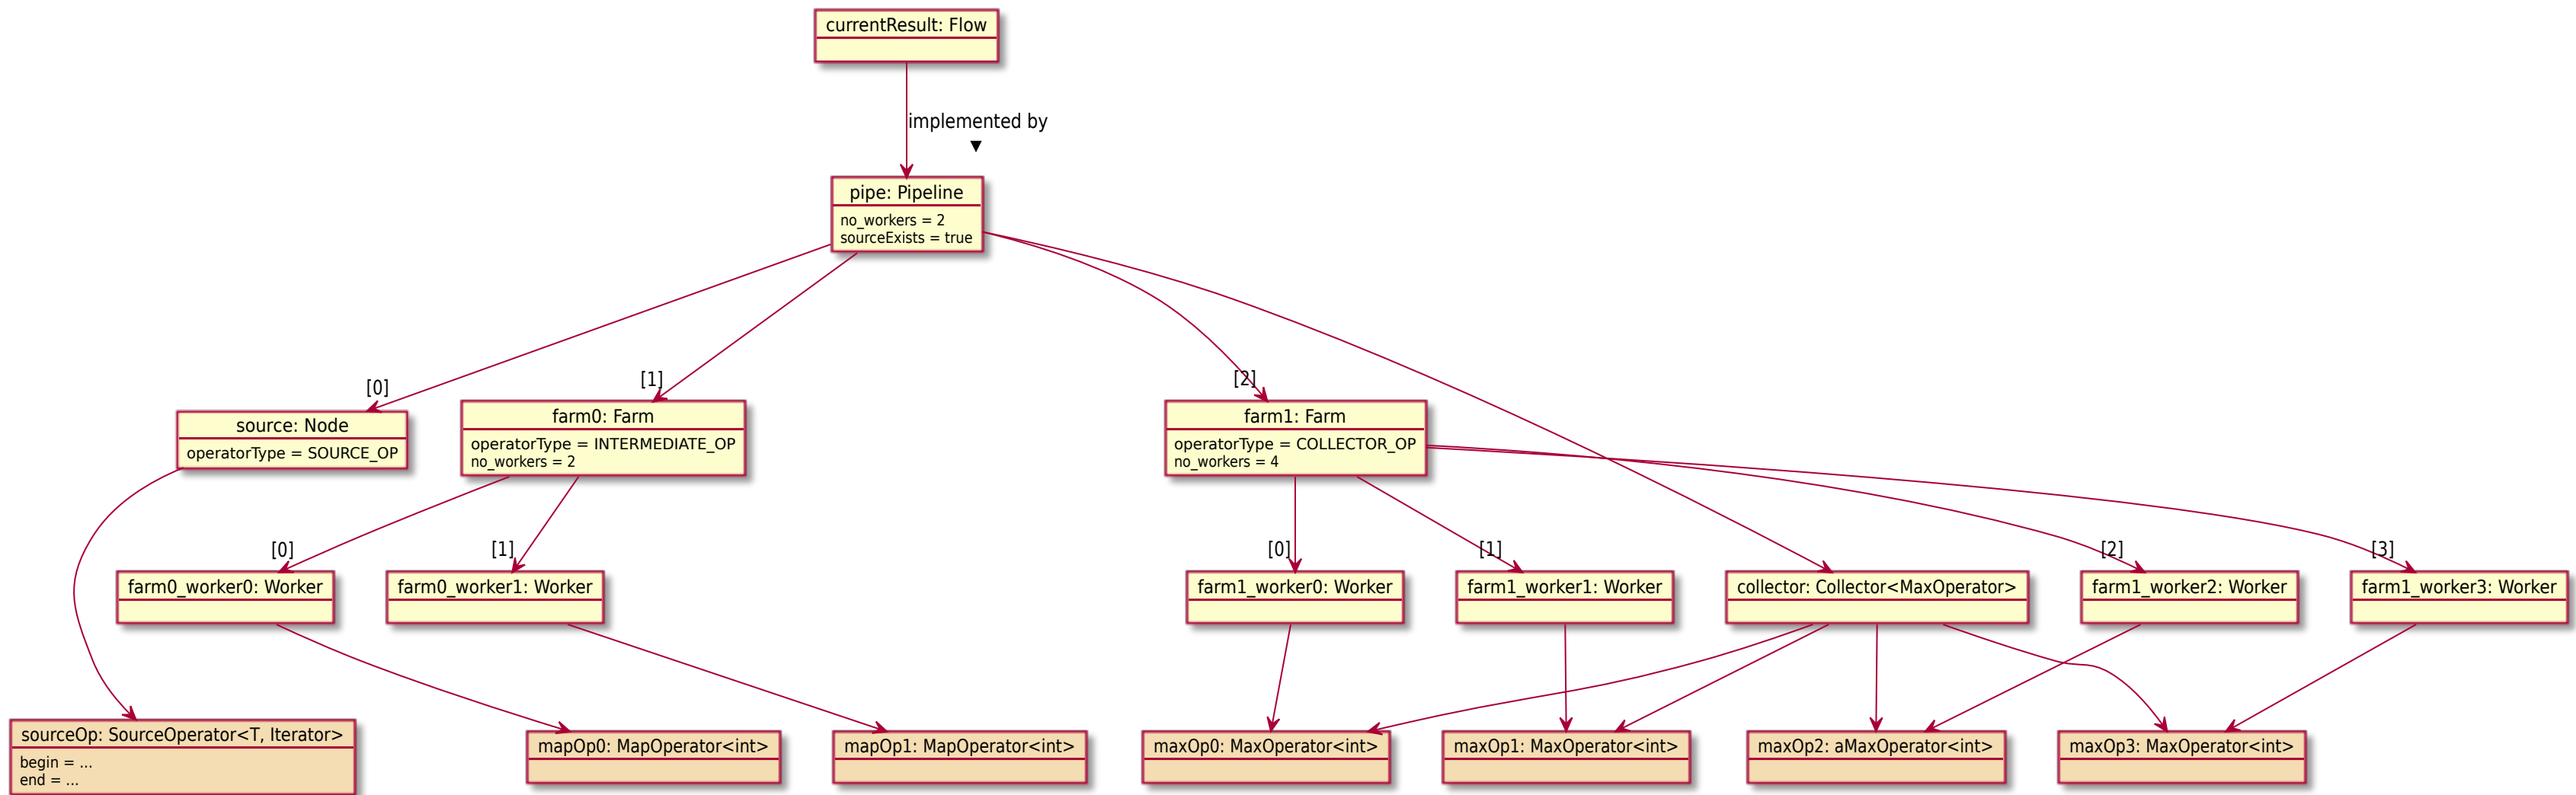 currentResult: Flow
implemented by
▼
pipe: Pipeline
no_workers = 2
sourceExists = true
[0]
[1]
[2]
source: Node
operatorType = SOURCE_OP
farm0: Farm
operatorType = INTERMEDIATE_OP
no_workers = 2
farm1: Farm
operatorType = COLLECTOR_OP
no_workers = 4
[0]
[1]
[0]
[1]
[2]
[3]
farm0_worker0: Worker
farm0_worker1: Worker
farm1_worker0: Worker
farm1_worker1: Worker
collector: Collector<MaxOperator>
farm1_worker2: Worker
farm1_worker3: Worker
sourceOp: SourceOperator<T, Iterator>
begin = ...
end = ...
mapOp0: MapOperator<int>
mapOp1: MapOperator<int>
maxOp0: MaxOperator<int>
maxOp1: MaxOperator<int>
maxOp2: aMaxOperator<int>
maxOp3: MaxOperator<int>